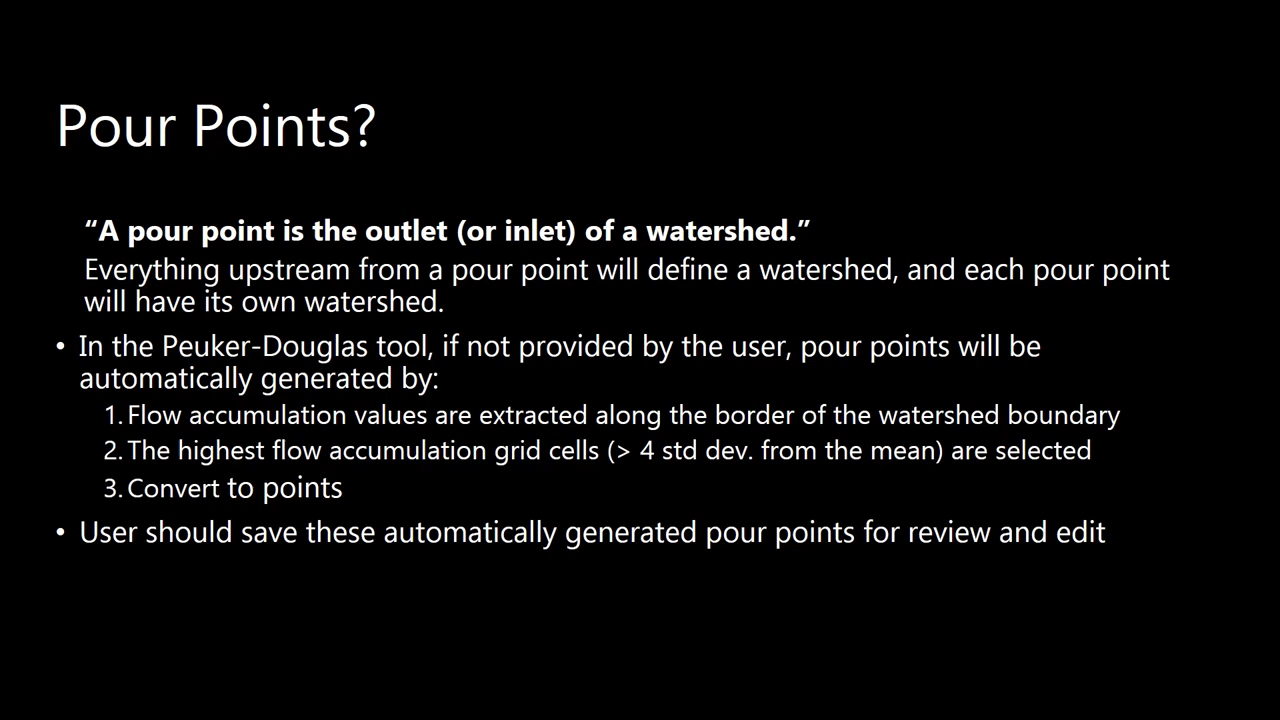 Pour Points?
“A pour point is the outlet (or inlet) of a watershed.”
Everything upstream from a pour point will define a watershed, and each pour point
will have its own watershed.
• In the Peuker-Douglas tool, if not provided by the user, pour points will be
automatically generated by:
1. Flow accumulation values are extracted along the border of the watershed boundary
2. The highest flow accumulation grid cells (> 4 std dev. from the mean) are selected
3. Convert to points
• User should save these automatically generated pour points for review and edit